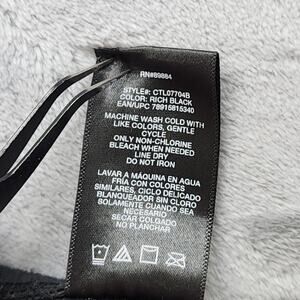 RN#89884
STYLE#: CTL07704B
COLOR: RICH BLACK
EAN/UPC 78915815340
MACHINE WASH COLD WITH
LIKE COLORS, GENTLE
CYCLE
ONLY NON-CHLORINE
BLEACH WHEN NEEDED
LINE DRY
DO NOT IRON
LAVAR A MÁQUINA EN AGUA
FRÍA CON COLORES
SIMILARES, CICLO DELICADO
BLANQUEADOR SIN CLORO
SOLAMENTE CUANDO SEA
NECESARIO
SECAR COLGADO
NO PLANCHAR